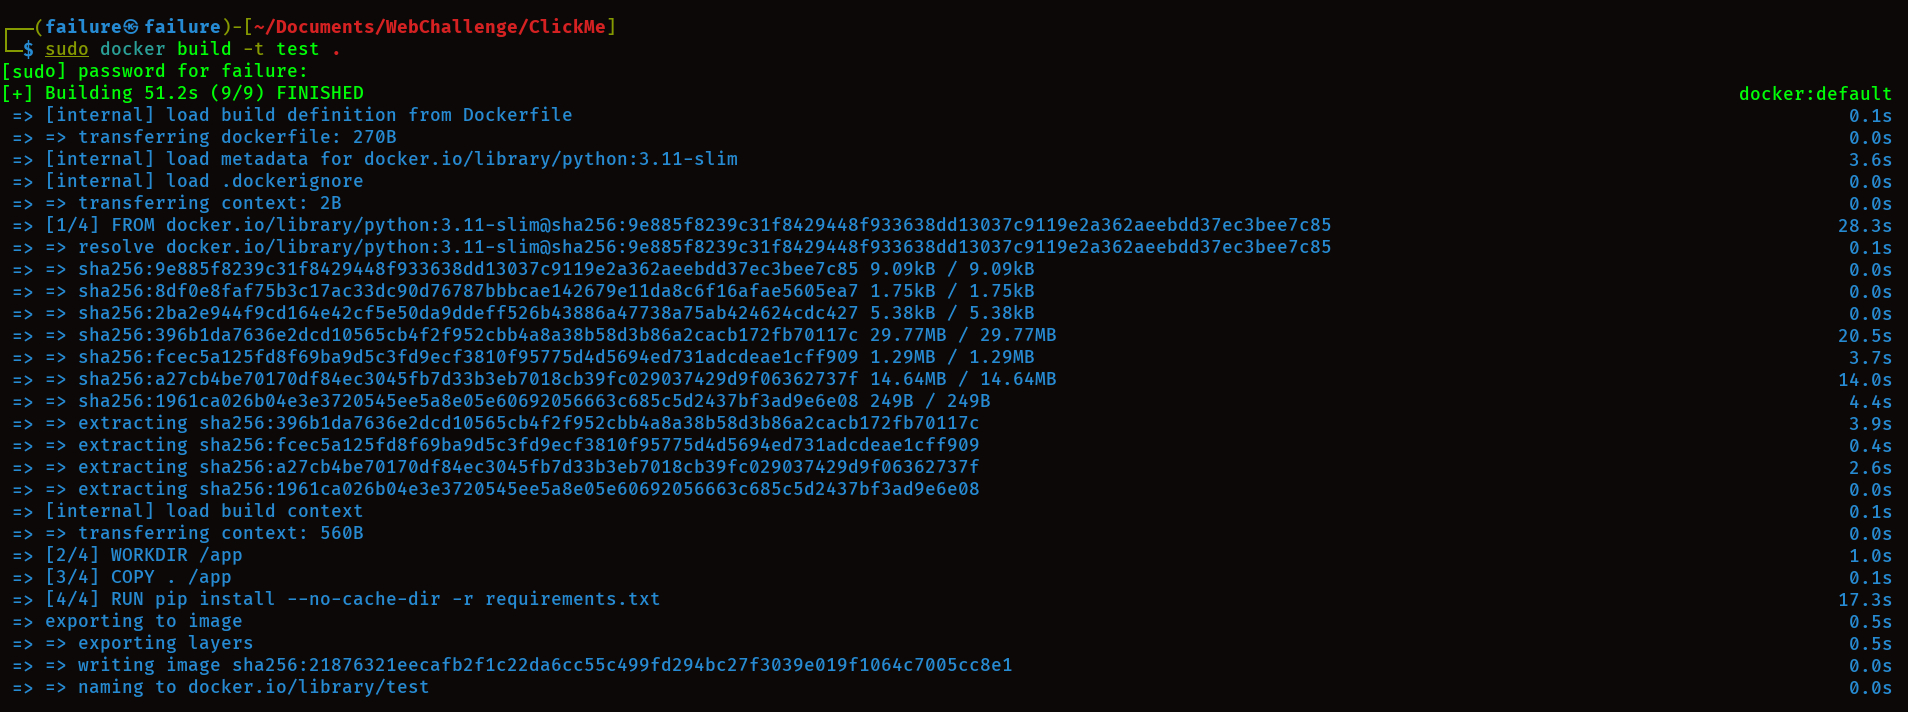 ┌──(failure㉿failure)-[~/Documents/WebChallenge/ClickMe]
└─$ sudo docker build -t test .
[sudo] password for failure:
[+] Building 51.2s (9/9) FINISHED docker:default
=> [internal] load build definition from Dockerfile 0.1s
=> => transferring dockerfile: 270B 0.0s
=> [internal] load metadata for docker.io/library/python:3.11-slim 3.6s
=> [internal] load .dockerignore 0.0s
=> => transferring context: 2B 0.0s
=> [1/4] FROM docker.io/library/python:3.11-slim@sha256:9e885f8239c31f8429448f933638dd13037c9119e2a362aeebdd37ec3bee7c85 28.3s
=> => resolve docker.io/library/python:3.11-slim@sha256:9e885f8239c31f8429448f933638dd13037c9119e2a362aeebdd37ec3bee7c85 0.1s
=> => sha256:9e885f8239c31f8429448f933638dd13037c9119e2a362aeebdd37ec3bee7c85 9.09kB / 9.09kB 0.0s
=> => sha256:8df0e8faf75b3c17ac33dc90d76787bbbcae142679e11da8c6f16afae5605ea7 1.75kB / 1.75kB 0.0s
=> => sha256:2ba2e944f9cd164e42cf5e50da9ddeff526b43886a47738a75ab424624cdc427 5.38kB / 5.38kB 0.0s
=> => sha256:396b1da7636e2dcd10565cb4f2f952cbb4a8a38b58d3b86a2cacb172fb70117c 29.77MB / 29.77MB 20.5s
=> => sha256:fcec5a125fd8f69ba9d5c3fd9ecf3810f95775d4d5694ed731adcdeae1cff909 1.29MB / 1.29MB 3.7s
=> => sha256:a27cb4be70170df84ec3045fb7d33b3eb7018cb39fc029037429d9f06362737f 14.64MB / 14.64MB 14.0s
=> => sha256:1961ca026b04e3e3720545ee5a8e05e60692056663c685c5d2437bf3ad9e6e08 249B / 249B 4.4s
=> => extracting sha256:396b1da7636e2dcd10565cb4f2f952cbb4a8a38b58d3b86a2cacb172fb70117c 3.9s
=> => extracting sha256:fcec5a125fd8f69ba9d5c3fd9ecf3810f95775d4d5694ed731adcdeae1cff909 0.4s
=> => extracting sha256:a27cb4be70170df84ec3045fb7d33b3eb7018cb39fc029037429d9f06362737f 2.6s
=> => extracting sha256:1961ca026b04e3e3720545ee5a8e05e60692056663c685c5d2437bf3ad9e6e08 0.0s
=> [internal] load build context 0.1s
=> => transferring context: 560B 0.0s
=> [2/4] WORKDIR /app 1.0s
=> [3/4] COPY . /app 0.1s
=> [4/4] RUN pip install --no-cache-dir -r requirements.txt 17.3s
=> exporting to image 0.5s
=> => exporting layers 0.5s
=> => writing image sha256:21876321eecafb2f1c22da6cc55c499fd294bc27f3039e019f1064c7005cc8e1 0.0s
=> => naming to docker.io/library/test 0.0s